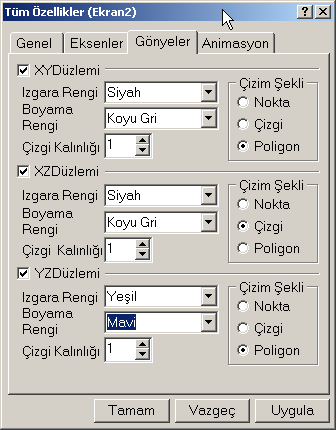 Tüm Özellikler (Ekran2)
Genel Eksenler Gönyeler Animasyon
XYDüzlemi
Izgara Rengi Siyah
Boyama Rengi Koyu Gri
Çizgi Kalınlığı 1
Çizim Şekli
Nokta
Çizgi
Poligon
XZDüzlemi
Izgara Rengi Siyah
Boyama Rengi Koyu Gri
Çizgi Kalınlığı 1
Çizim Şekli
Nokta
Çizgi
Poligon
YZDüzlemi
Izgara Rengi Yeşil
Boyama Rengi Mavi
Çizgi Kalınlığı 1
Çizim Şekli
Nokta
Çizgi
Poligon
Tamam Vazgeç Uygula